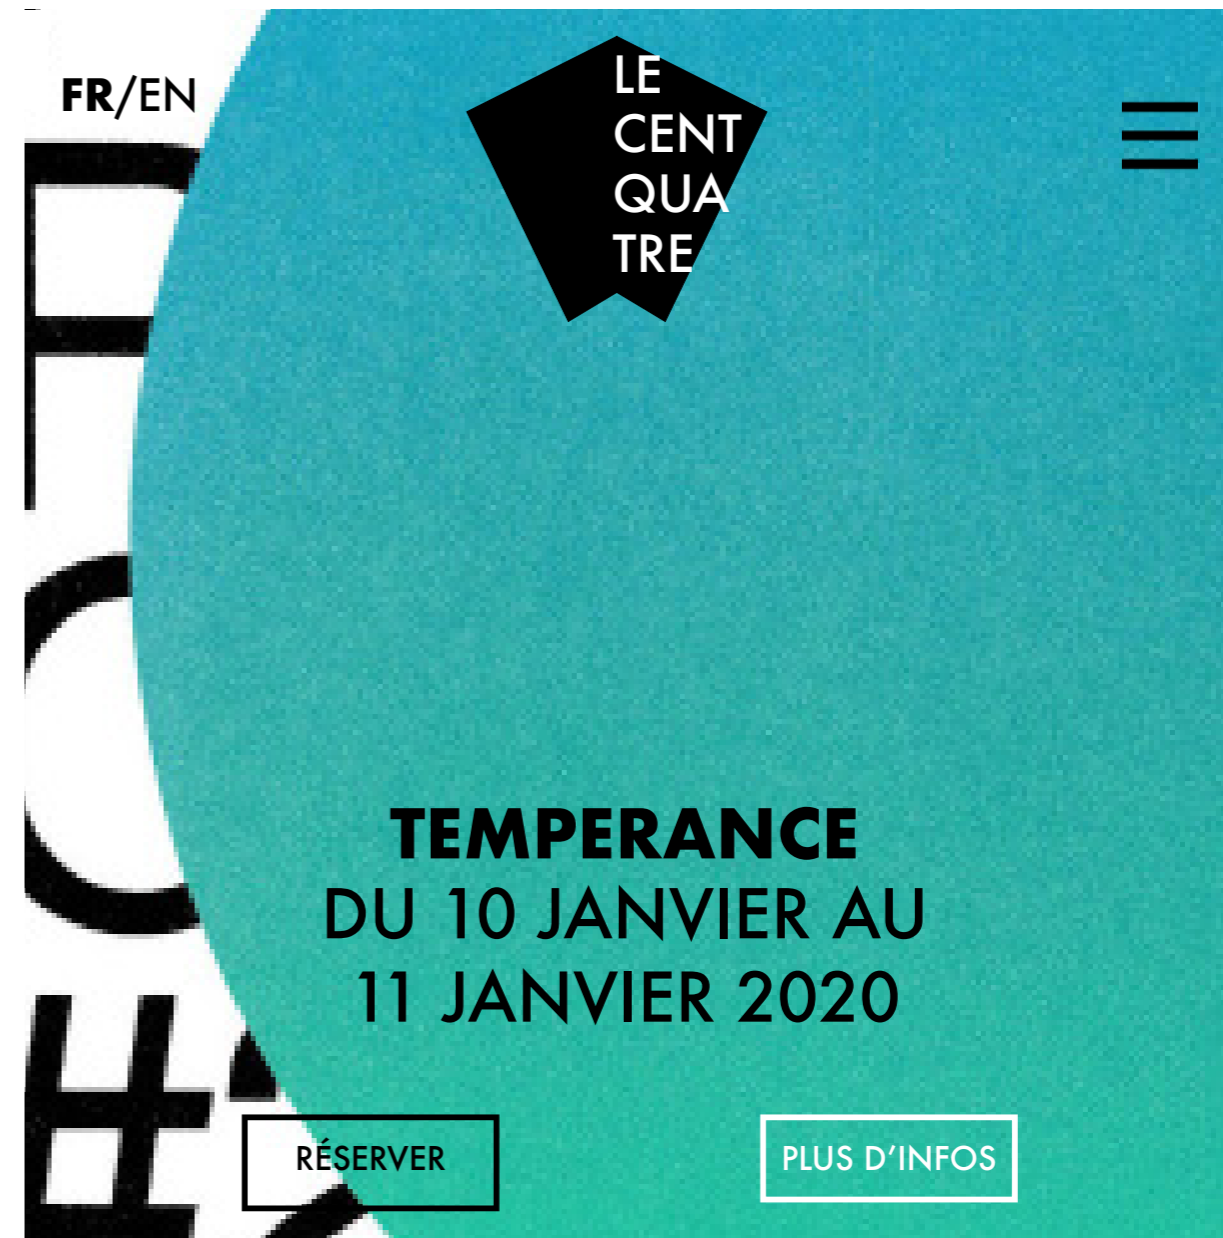 FR/EN
LE
CENT
QUA
TRE
TEMPERANCE
DU 10 JANVIER AU
11 JANVIER 2020
#
RÉSERVER
PLUS D’INFOS